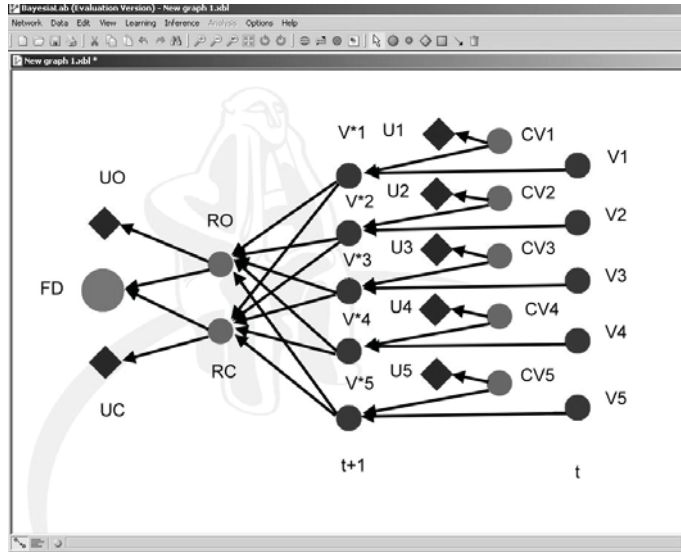 BayesiaLab (Evaluation Version) - New graph 1.xbl
Network Data Edit View Learning Inference Analysis Options Help
New graph 1.xbl *
V*1 U1 CV1
V1
UO
V*2 U2 CV2
V2
RO
V*3 U3 CV3
V3
FD
V*4 U4 CV4
V4
RC
V*5 U5 CV5
V5
UC
t+1
t